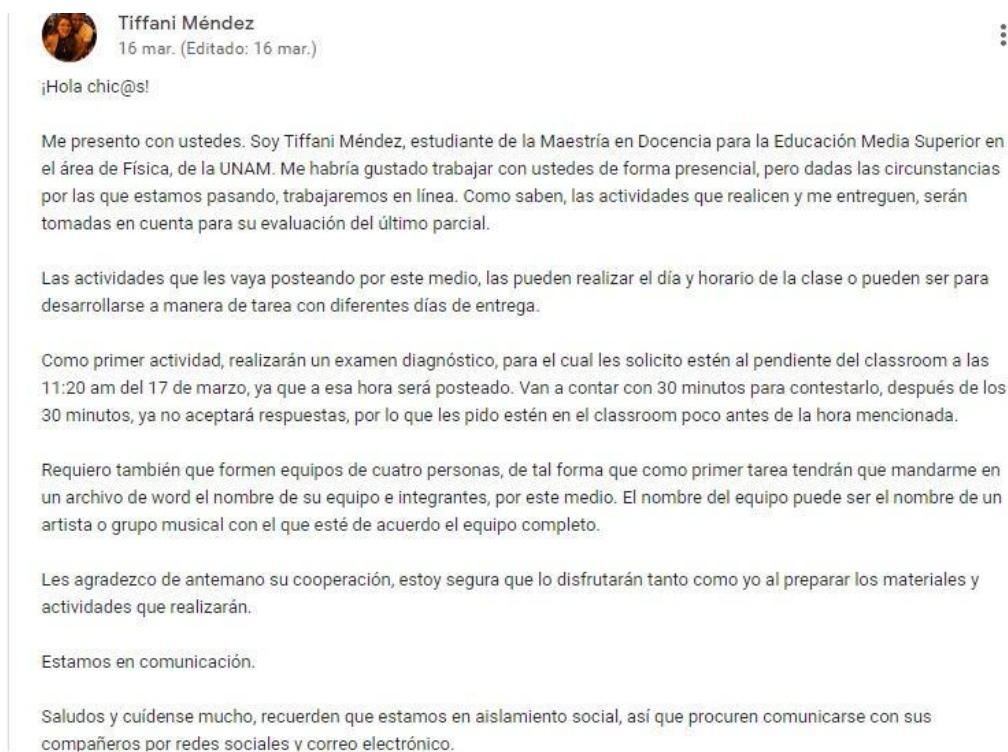 Tiffani Méndez
16 mar. (Editado: 16 mar.)
¡Hola chic@s!
Me presento con ustedes. Soy Tiffani Méndez, estudiante de la Maestría en Docencia para la Educación Media Superior en
el área de Física, de la UNAM. Me habría gustado trabajar con ustedes de forma presencial, pero dadas las circunstancias
por las que estamos pasando, trabajaremos en línea. Como saben, las actividades que realicen y me entreguen, serán
tomadas en cuenta para su evaluación del último parcial.
Las actividades que les vaya posteando por este medio, las pueden realizar el día y horario de la clase o pueden ser para
desarrollarse a manera de tarea con diferentes días de entrega.
Como primer actividad, realizarán un examen diagnóstico, para el cual les solicito estén al pendiente del classroom a las
11:20 am del 17 de marzo, ya que a esa hora será posteado. Van a contar con 30 minutos para contestarlo, después de los
30 minutos, ya no aceptará respuestas, por lo que les pido estén en el classroom poco antes de la hora mencionada.
Requiero también que formen equipos de cuatro personas, de tal forma que como primer tarea tendrán que mandarme en
un archivo de word el nombre de su equipo e integrantes, por este medio. El nombre del equipo puede ser el nombre de un
artista o grupo musical con el que esté de acuerdo el equipo completo.
Les agradezco de antemano su cooperación, estoy segura que lo disfrutarán tanto como yo al preparar los materiales y
actividades que realizarán.
Estamos en comunicación.
Saludos y cuídense mucho, recuerden que estamos en aislamiento social, así que procuren comunicarse con sus
compañeros por redes sociales y correo electrónico.